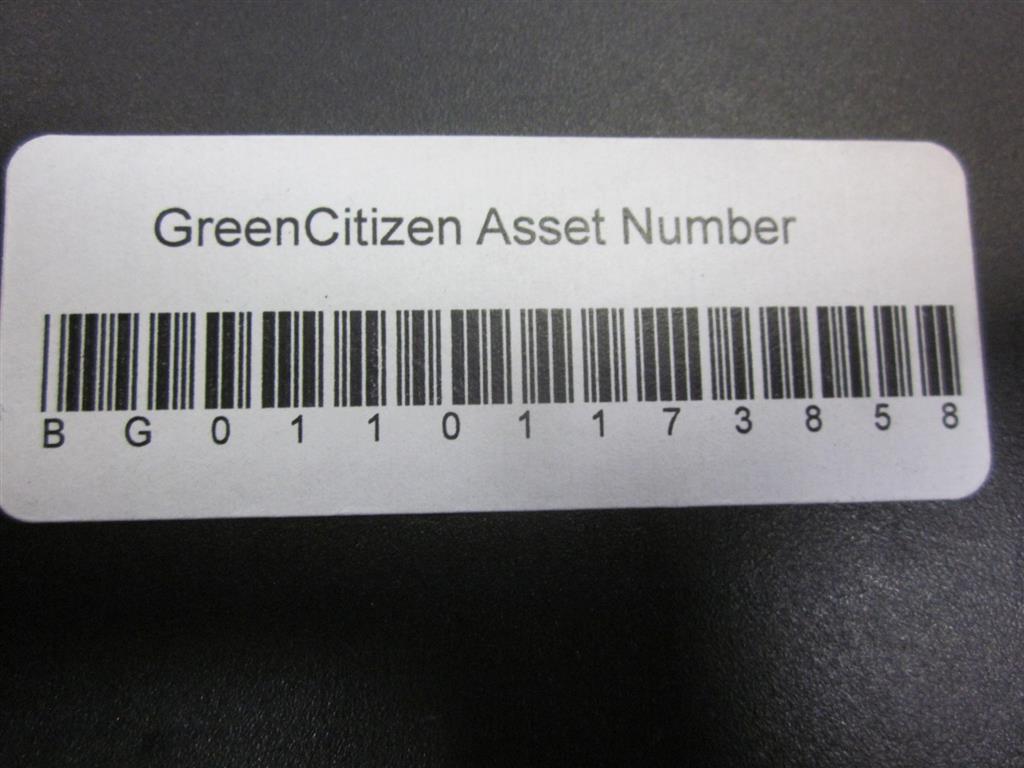 GreenCitizen Asset Number
B G 0 1 1 0 1 1 7 3 8 5 8